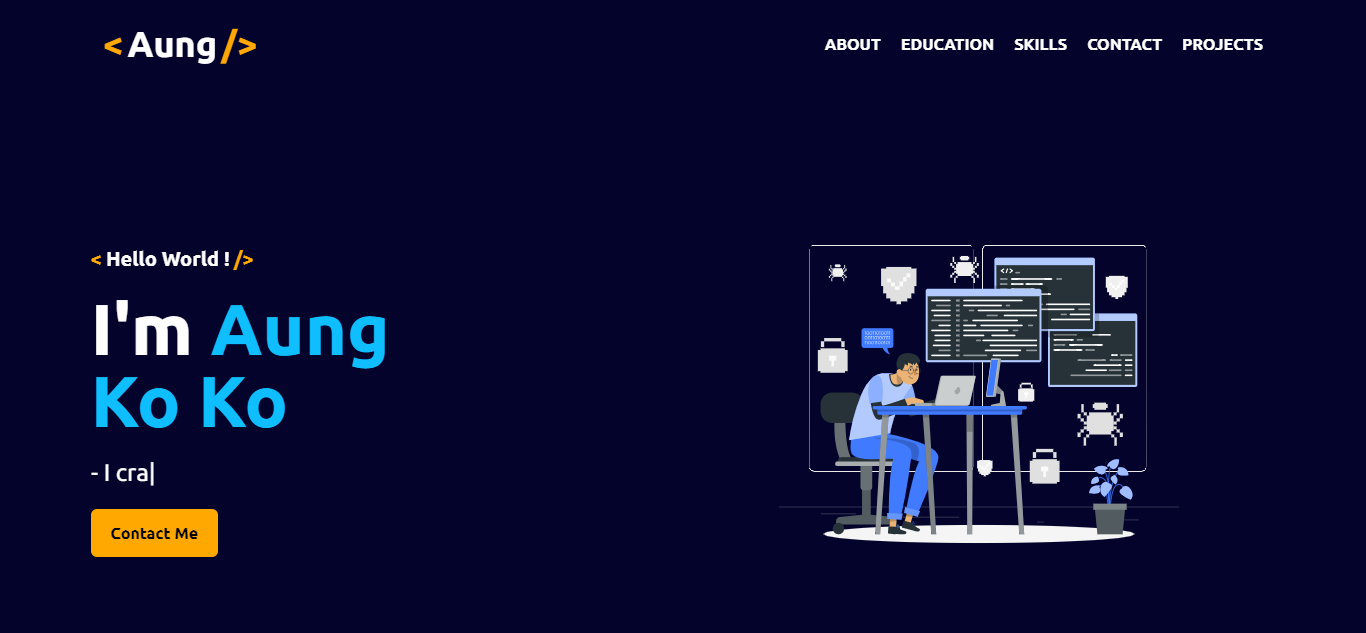 < Aung />
ABOUT EDUCATION SKILLS CONTACT PROJECTS
< Hello World ! />
I'm Aung
Ko Ko
- I cra|
Contact Me
</> _